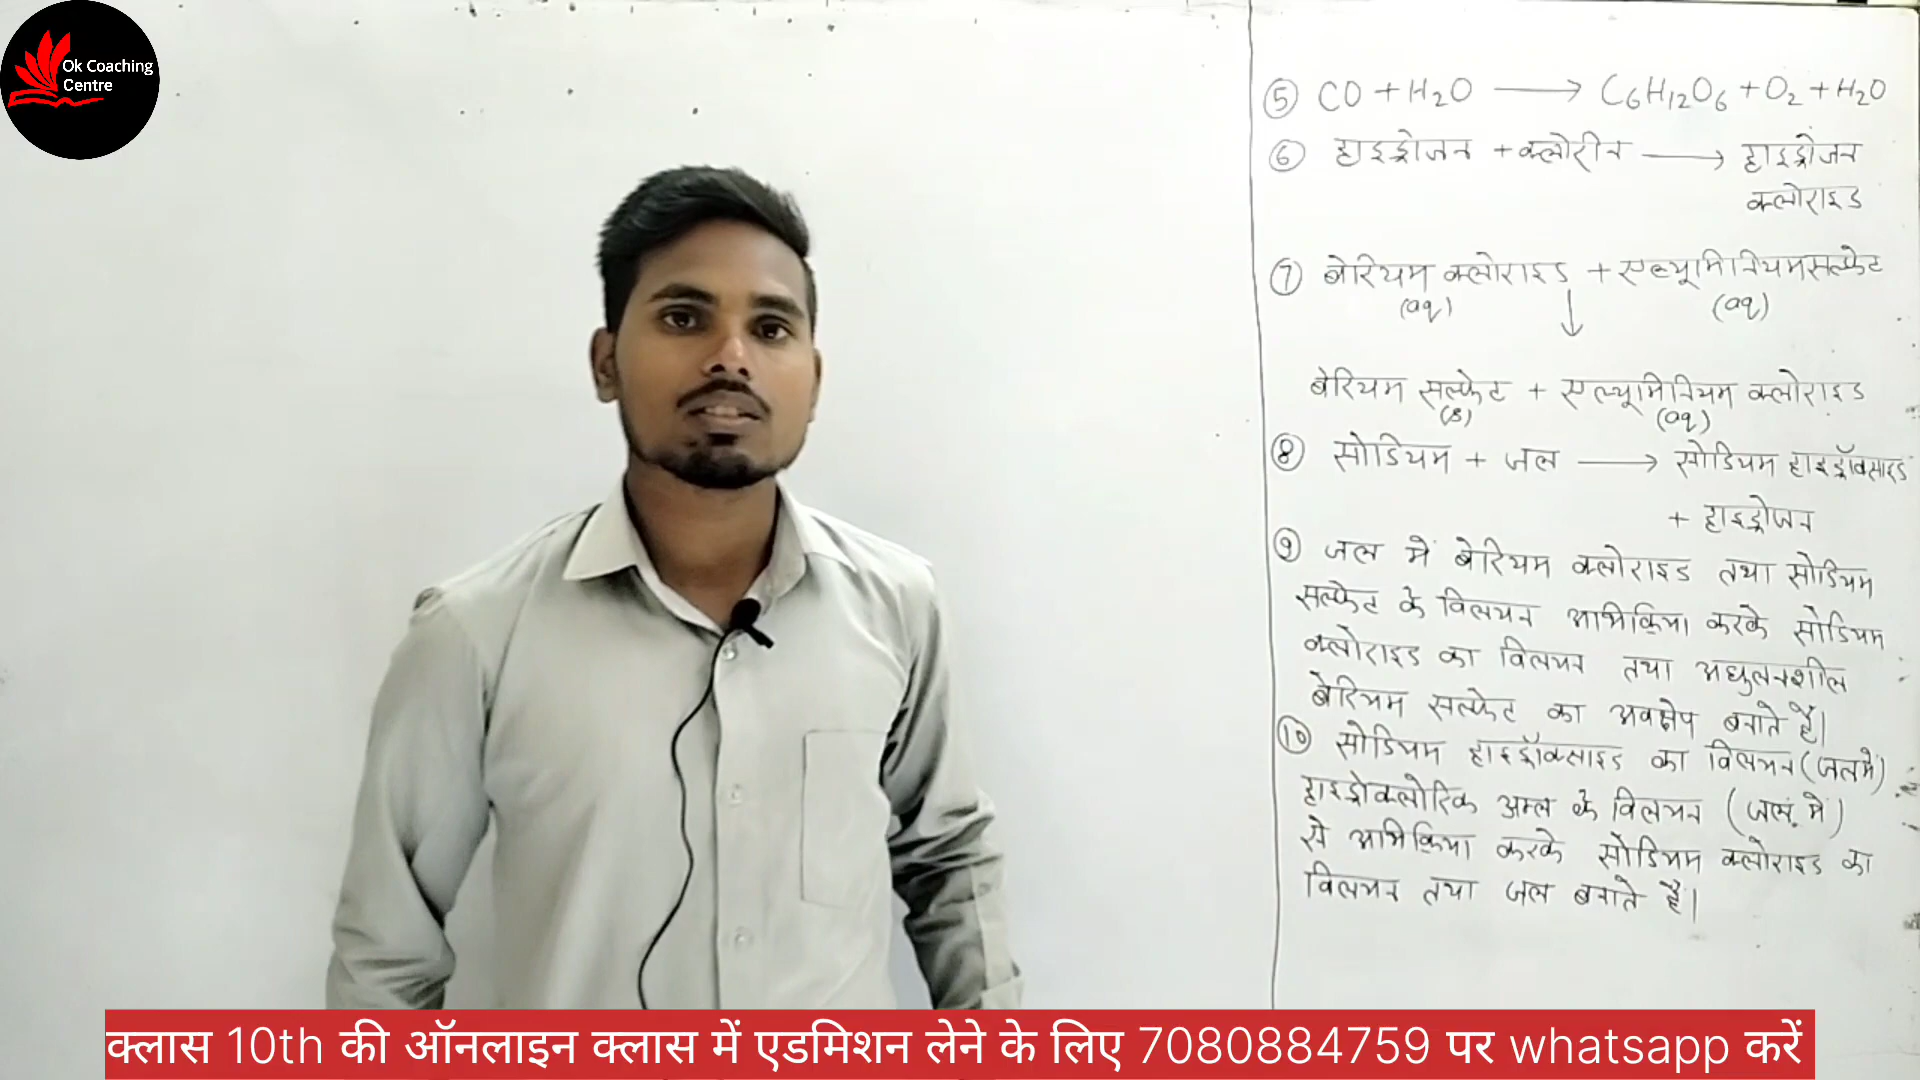 Ok Coaching
Centre
⑤ CO + H₂O ⟶ C₆H₁₂O₆ + O₂ + H₂O
⑥ हाइड्रोजन + क्लोरीन ⟶ हाइड्रोजन
क्लोराइड
⑦ बेरियम क्लोराइड + एल्यूमिनियम सल्फेट
(aq) ↓ (aq)
बेरियम सल्फेट + एल्यूमिनियम क्लोराइड
(s) (aq)
⑧ सोडियम + जल ⟶ सोडियम हाइड्रॉक्साइड
+ हाइड्रोजन
⑨ जल में बेरियम क्लोराइड तथा सोडियम
सल्फेट के विलयन अभिक्रिया करके सोडियम
क्लोराइड का विलयन तथा अघुलनशील
बेरियम सल्फेट का अवक्षेप बनाते हैं।
⑩ सोडियम हाइड्रॉक्साइड का विलयन (जल में)
हाइड्रोक्लोरिक अम्ल के विलयन (जल में)
से अभिक्रिया करके सोडियम क्लोराइड का
विलयन तथा जल बनाते हैं।
क्लास 10th की ऑनलाइन क्लास में एडमिशन लेने के लिए 7080884759 पर whatsapp करें